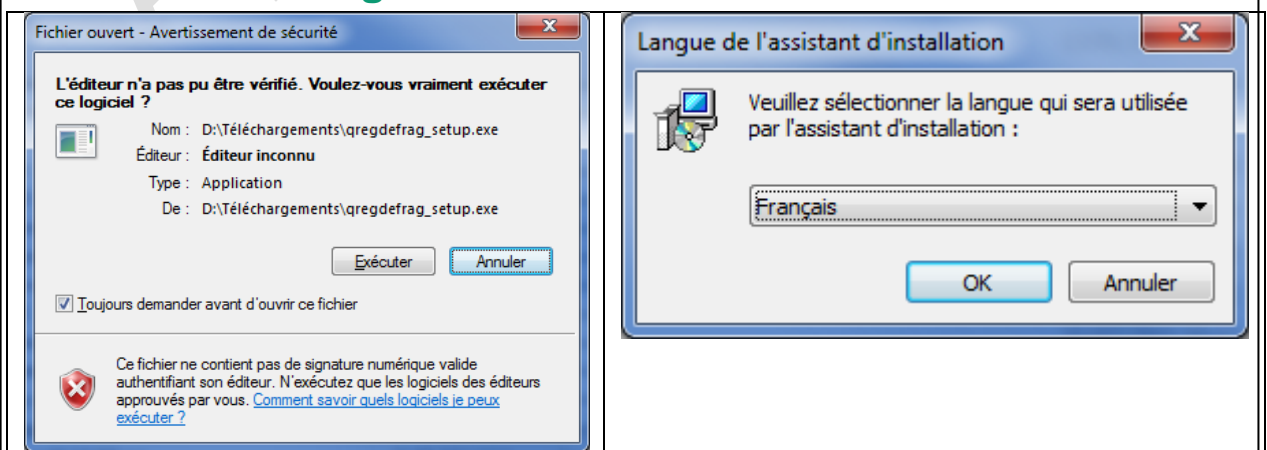 Fichier ouvert - Avertissement de sécurité
L'éditeur n'a pas pu être vérifié. Voulez-vous vraiment exécuter
ce logiciel ?
Nom : D:\Téléchargements\qregdefrag_setup.exe
Éditeur : Éditeur inconnu
Type : Application
De : D:\Téléchargements\qregdefrag_setup.exe
Exécuter Annuler
Toujours demander avant d'ouvrir ce fichier
Ce fichier ne contient pas de signature numérique valide
authentifiant son éditeur. N'exécutez que les logiciels des éditeurs
approuvés par vous. Comment savoir quels logiciels je peux
exécuter ?
Langue de l'assistant d'installation
Veuillez sélectionner la langue qui sera utilisée
par l'assistant d'installation :
Français
OK Annuler